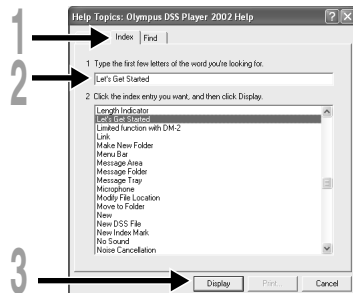 Help Topics: Olympus DSS Player 2002 Help
1
Index
Find
2
1 Type the first few letters of the word you're looking for.
Let's Get Started
2 Click the index entry you want, and then click Display.
Length Indicator
Let's Get Started
Limited function with DM-2
Link
Make New Folder
Menu Bar
Message Area
Message Folder
Message Tray
Microphone
Modify File Location
Move to Folder
New
New DSS File
New Index Mark
No Sound
Noise Cancellation
3
Display
Print...
Cancel